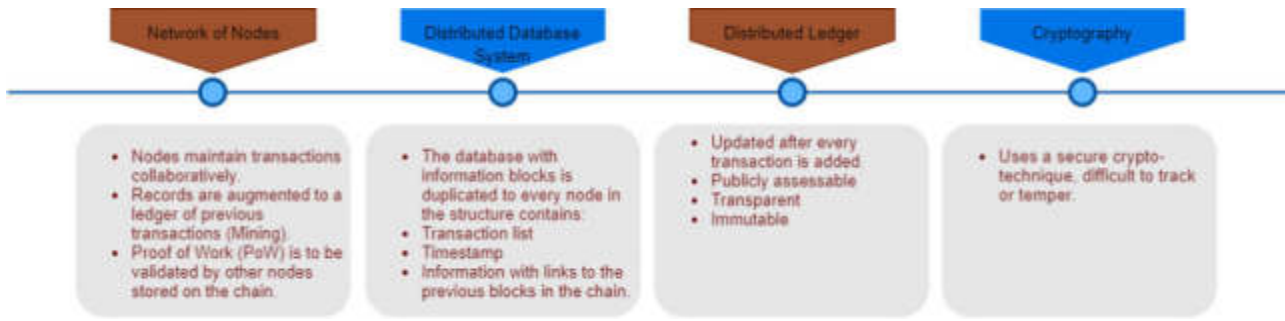 Network of Nodes
Distributed Database
System
Distributed Ledger
Cryptography
• Nodes maintain transactions
collaboratively.
• Records are augmented to a
ledger of previous
transactions (Mining).
• Proof of Work (PoW) is to be
validated by other nodes
stored on the chain.
• The database with
information blocks is
duplicated to every node in
the structure contains:
• Transaction list
• Timestamp
• Information with links to the
previous blocks in the chain.
• Updated after every
transaction is added.
• Publicly assessable
• Transparent
• Immutable
• Uses a secure crypto-
technique, difficult to track
or temper.